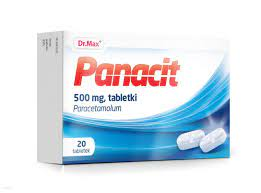 Dr.Max+
Panacit
500 mg, tabletki
Paracetamolum
20
tabletek